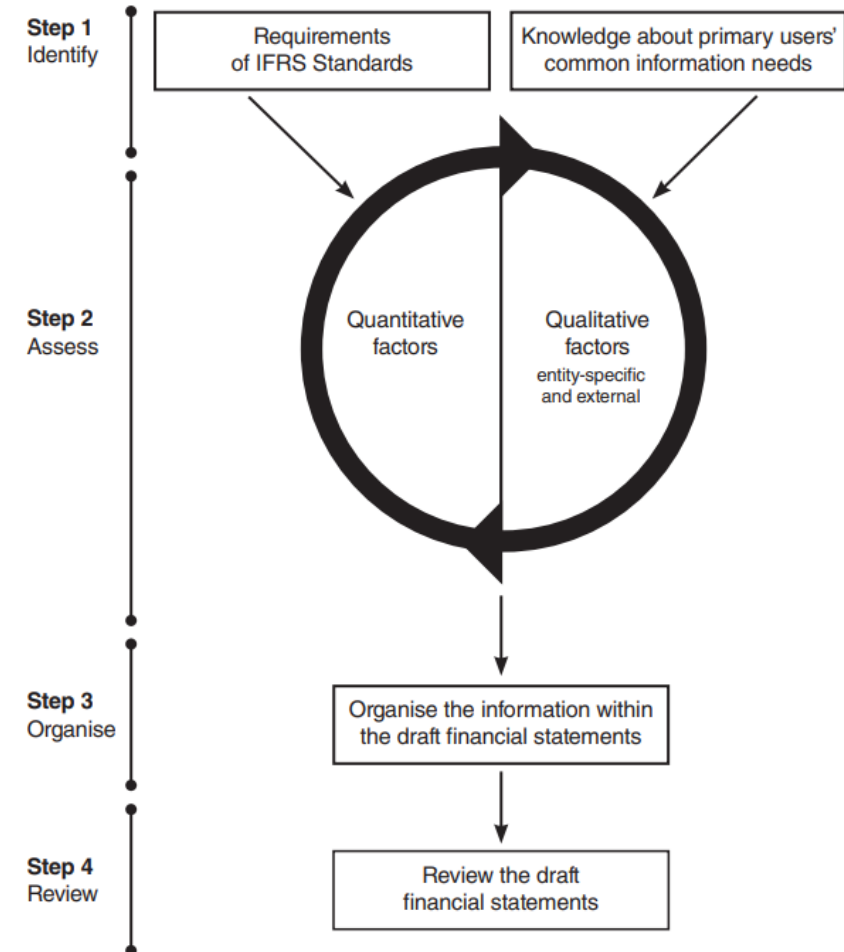 Step 1
Identify
Requirements
of IFRS Standards
Knowledge about primary users'
common information needs
Step 2
Assess
Quantitative
factors
Qualitative
factors
entity-specific
and external
Step 3
Organise
Organise the information within
the draft financial statements
Step 4
Review
Review the draft
financial statements